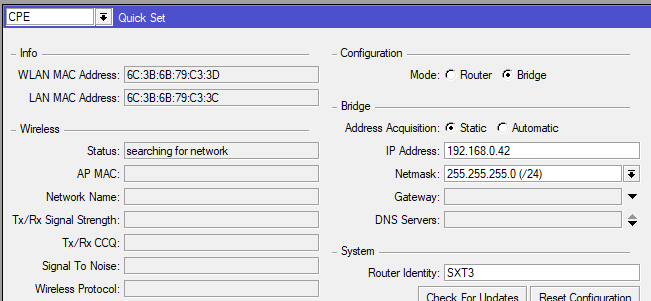 CPE Quick Set
Info
WLAN MAC Address: 6C:3B:6B:79:C3:3D
LAN MAC Address: 6C:3B:6B:79:C3:3C
Wireless
Status: searching for network
AP MAC:
Network Name:
Tx/Rx Signal Strength:
Tx/Rx CCQ:
Signal To Noise:
Wireless Protocol:
Configuration
Mode: Router Bridge
Bridge
Address Acquisition: Static Automatic
IP Address: 192.168.0.42
Netmask: 255.255.255.0 (/24)
Gateway:
DNS Servers:
System
Router Identity: SXT3
Check For Updates Reset Configuration